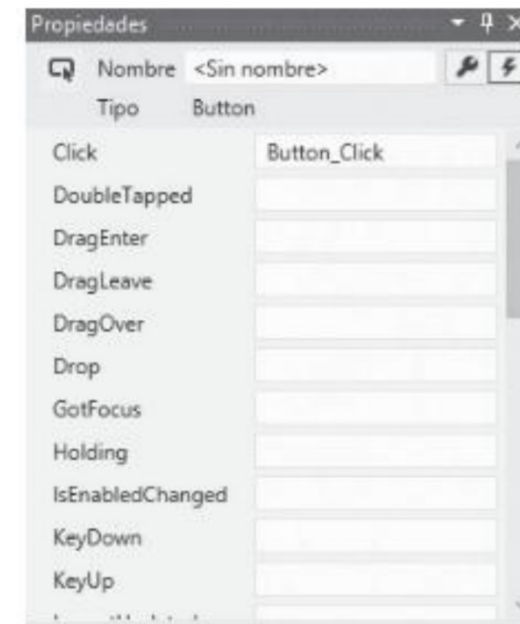 Propiedades
Nombre <Sin nombre>
Tipo Button
Click Button_Click
DoubleTapped
DragEnter
DragLeave
DragOver
Drop
GotFocus
Holding
IsEnabledChanged
KeyDown
KeyUp